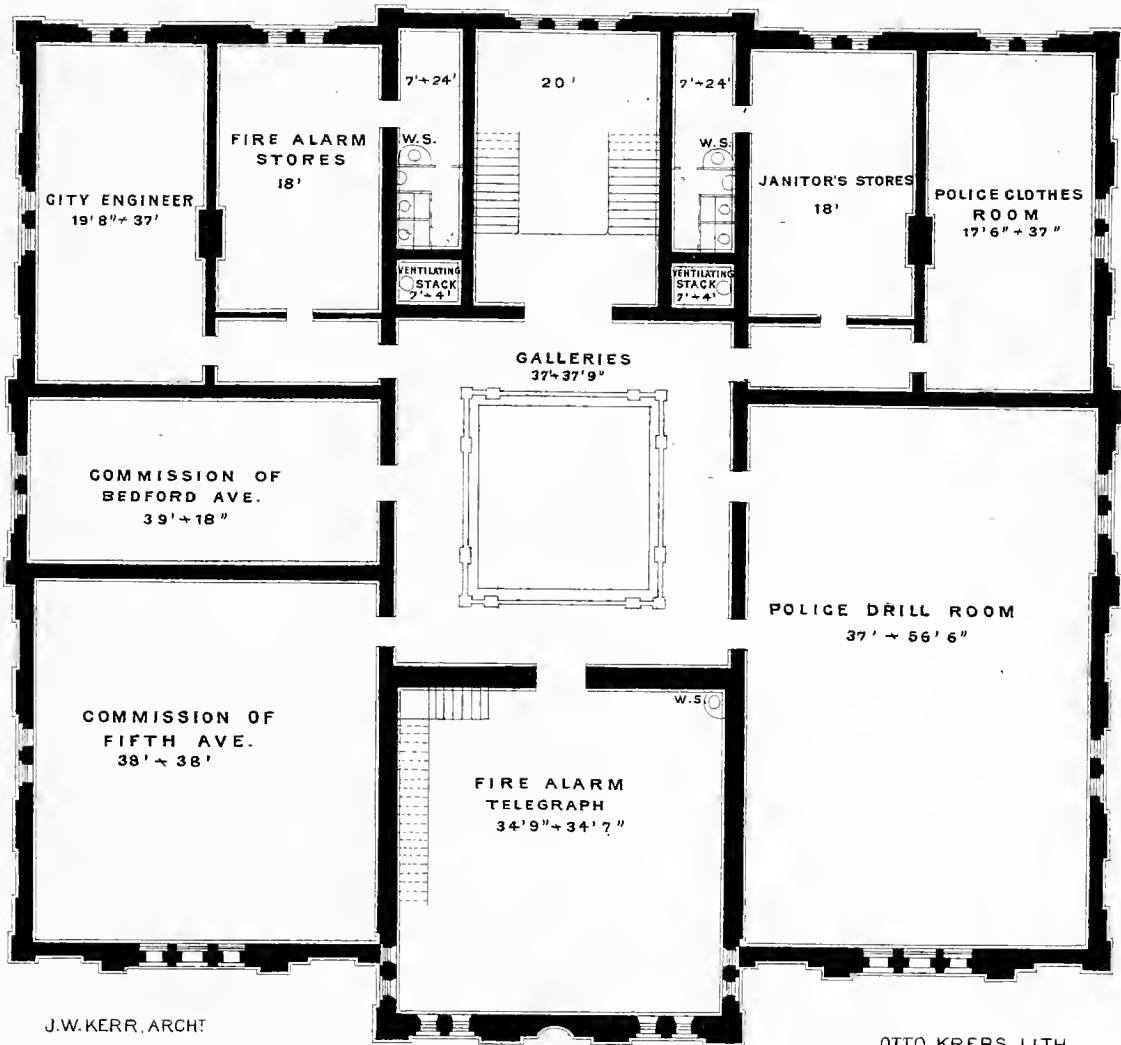 7'+24'
20'
7'+24'
W.S.
W.S.
FIRE ALARM
STORES
18'
CITY ENGINEER
19'8"+37'
JANITOR'S STORES
18'
POLICE CLOTHES
ROOM
17'6"+37"
VENTILATING
STACK
7'+4'
VENTILATING
STACK
7'+4'
GALLERIES
37'+37'9"
COMMISSION OF
BEDFORD AVE.
39'+18"
POLICE DRILL ROOM
37'+56'6"
COMMISSION OF
FIFTH AVE.
38'+38'
W.S.
FIRE ALARM
TELEGRAPH
34'9"+34'7"
J.W.KERR, ARCHT
OTTO KREBS, LITH